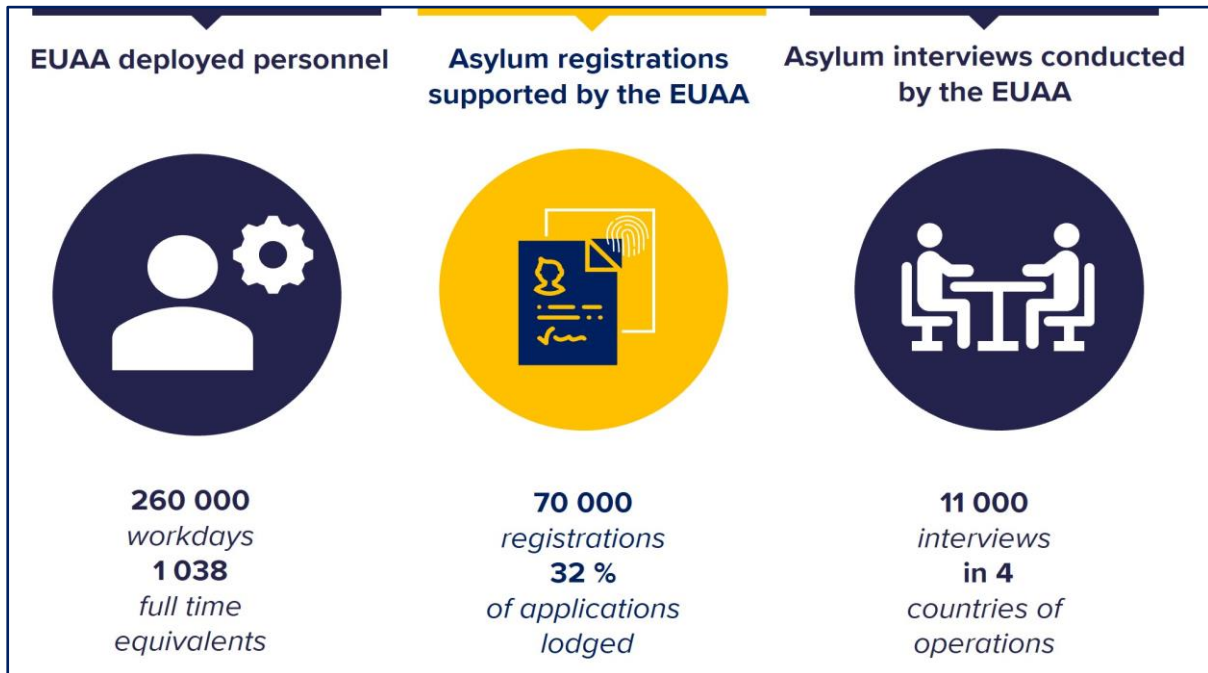 EUAA deployed personnel
260 000
workdays
1 038
full time
equivalents
Asylum registrations
supported by the EUAA
70 000
registrations
32 %
of applications
lodged
Asylum interviews conducted
by the EUAA
11 000
interviews
in 4
countries of
operations